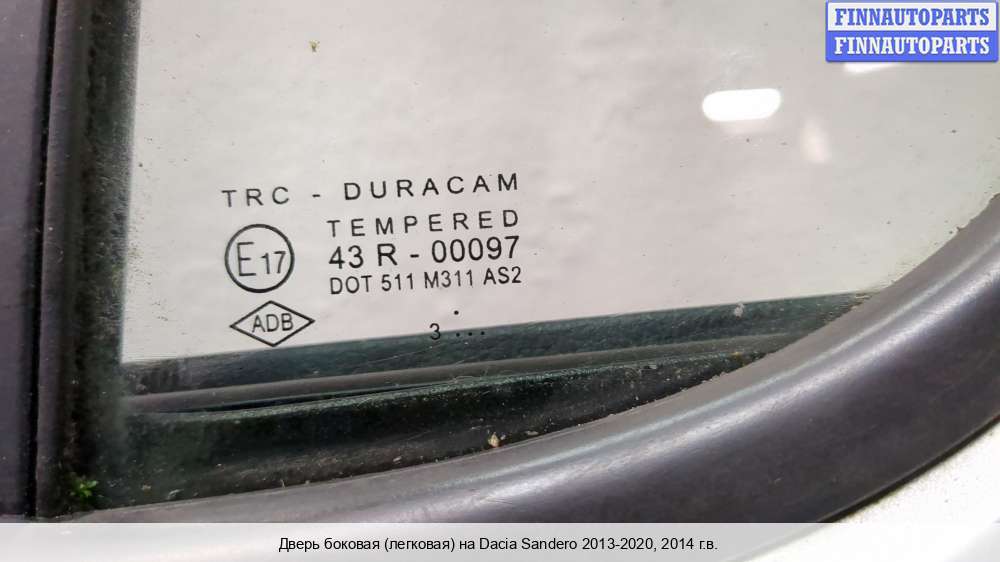 FINNAUTOPARTS
FINNAUTOPARTS
TRC - DURACAM
TEMPERED
E17 43 R - 00097
DOT 511 M311 AS2
ADB
3 ...
Дверь боковая (легковая) на Dacia Sandero 2013-2020, 2014 г.в.